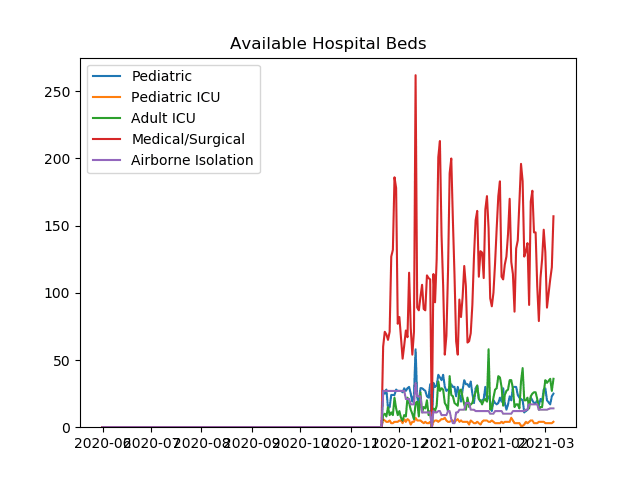 Available Hospital Beds
Pediatric
Pediatric ICU
Adult ICU
Medical/Surgical
Airborne Isolation
250
200
150
100
50
0
2020-06 2020-07 2020-08 2020-09 2020-10 2020-11 2020-12 2021-01 2021-02 2021-03